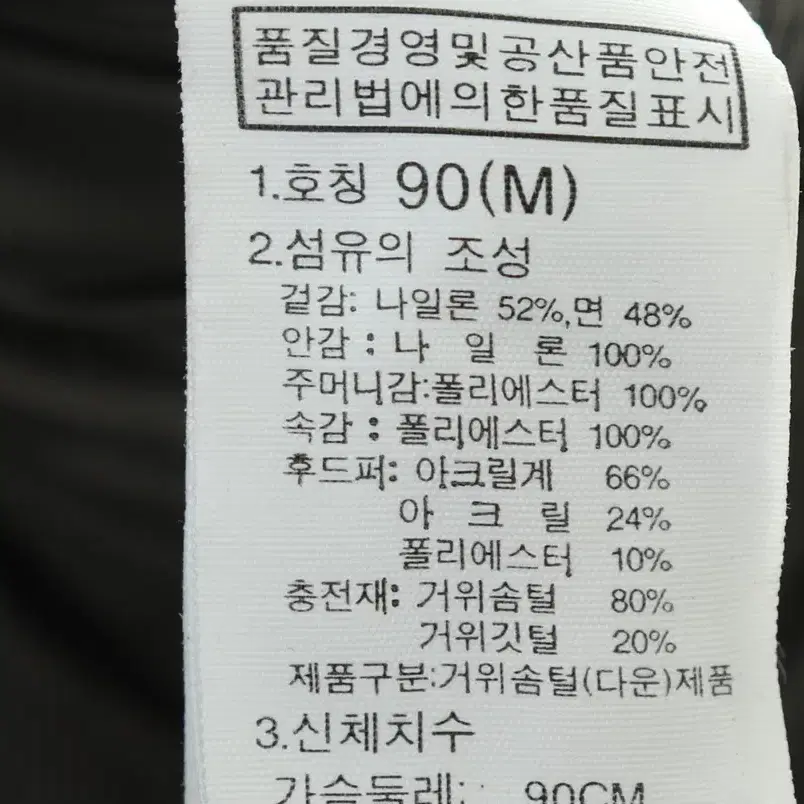 품질경영및공산품안전
관리법에의한품질표시
1.호칭 90(M)
2.섬유의 조성
겉감: 나일론 52%,면 48%
안감 : 나 일 론 100%
주머니감:폴리에스터 100%
속감 : 폴리에스터 100%
후드퍼: 아크릴계 66%
아 크 릴 24%
폴리에스터 10%
충전재: 거위솜털 80%
거위깃털 20%
제품구분:거위솜털(다운)제품
3.신체치수
가슴둘레: 90CM